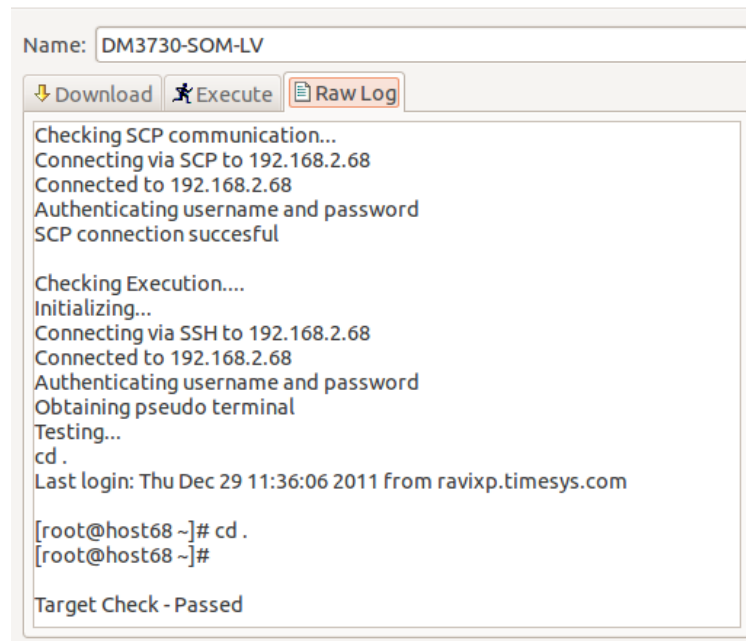 Name: DM3730-SOM-LV
Download Execute Raw Log
Checking SCP communication...
Connecting via SCP to 192.168.2.68
Connected to 192.168.2.68
Authenticating username and password
SCP connection succesful
Checking Execution....
Initializing...
Connecting via SSH to 192.168.2.68
Connected to 192.168.2.68
Authenticating username and password
Obtaining pseudo terminal
Testing...
cd .
Last login: Thu Dec 29 11:36:06 2011 from ravixp.timesys.com
[root@host68 ~]# cd .
[root@host68 ~]#
Target Check - Passed